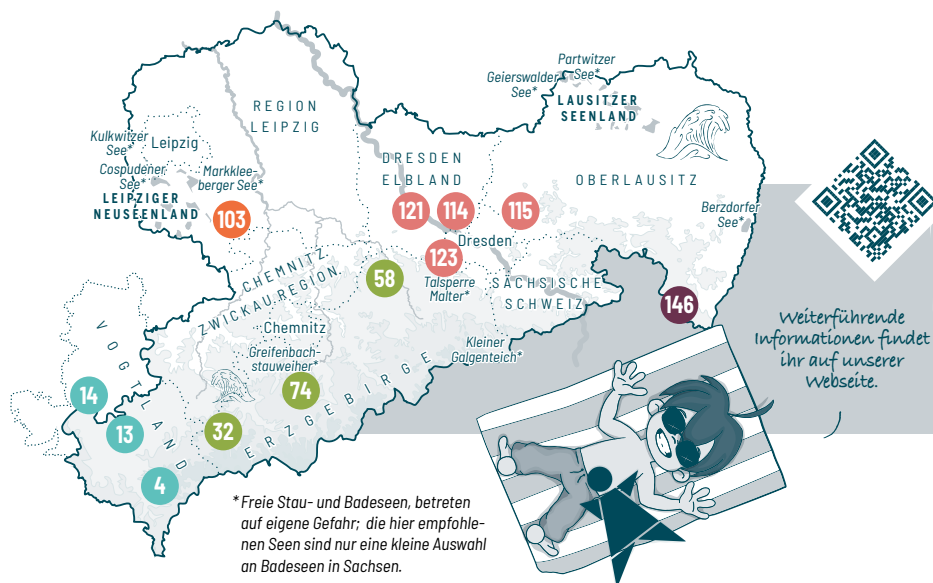 Partwitzer
See*
Geierswalder
See*
LAUSITZER
SEENLAND
REGION
LEIPZIG
Kulkwitzer
See*
Leipzig
Cospudener
See*
Markklee-
berger See*
LEIPZIGER
NEUSEENLAND
103
DRESDEN
ELBLAND
OBERLAUSITZ
121
114
115
Berzdorfer
See*
Dresden
123
58
Talsperre
Malter*
SÄCHSISCHE
SCHWEIZ
146
CHEMNITZ
ZWICKAU.REGION
Chemnitz
Greifenbach-
stauweiher*
Kleiner
Galgenteich*
VOGTLAND
ERZGEBIRGE
14
74
13
32
4
Weiterführende
Informationen findet
ihr auf unserer
Webseite.
* Freie Stau- und Badeseen, betreten
auf eigene Gefahr; die hier empfohle-
nen Seen sind nur eine kleine Auswahl
an Badeseen in Sachsen.